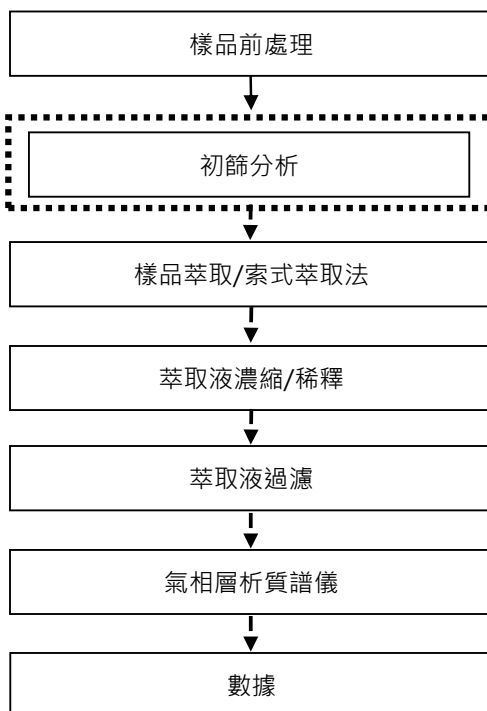 樣品前處理
初篩分析
樣品萃取/索式萃取法
萃取液濃縮/稀釋
萃取液過濾
氣相層析質譜儀
數據